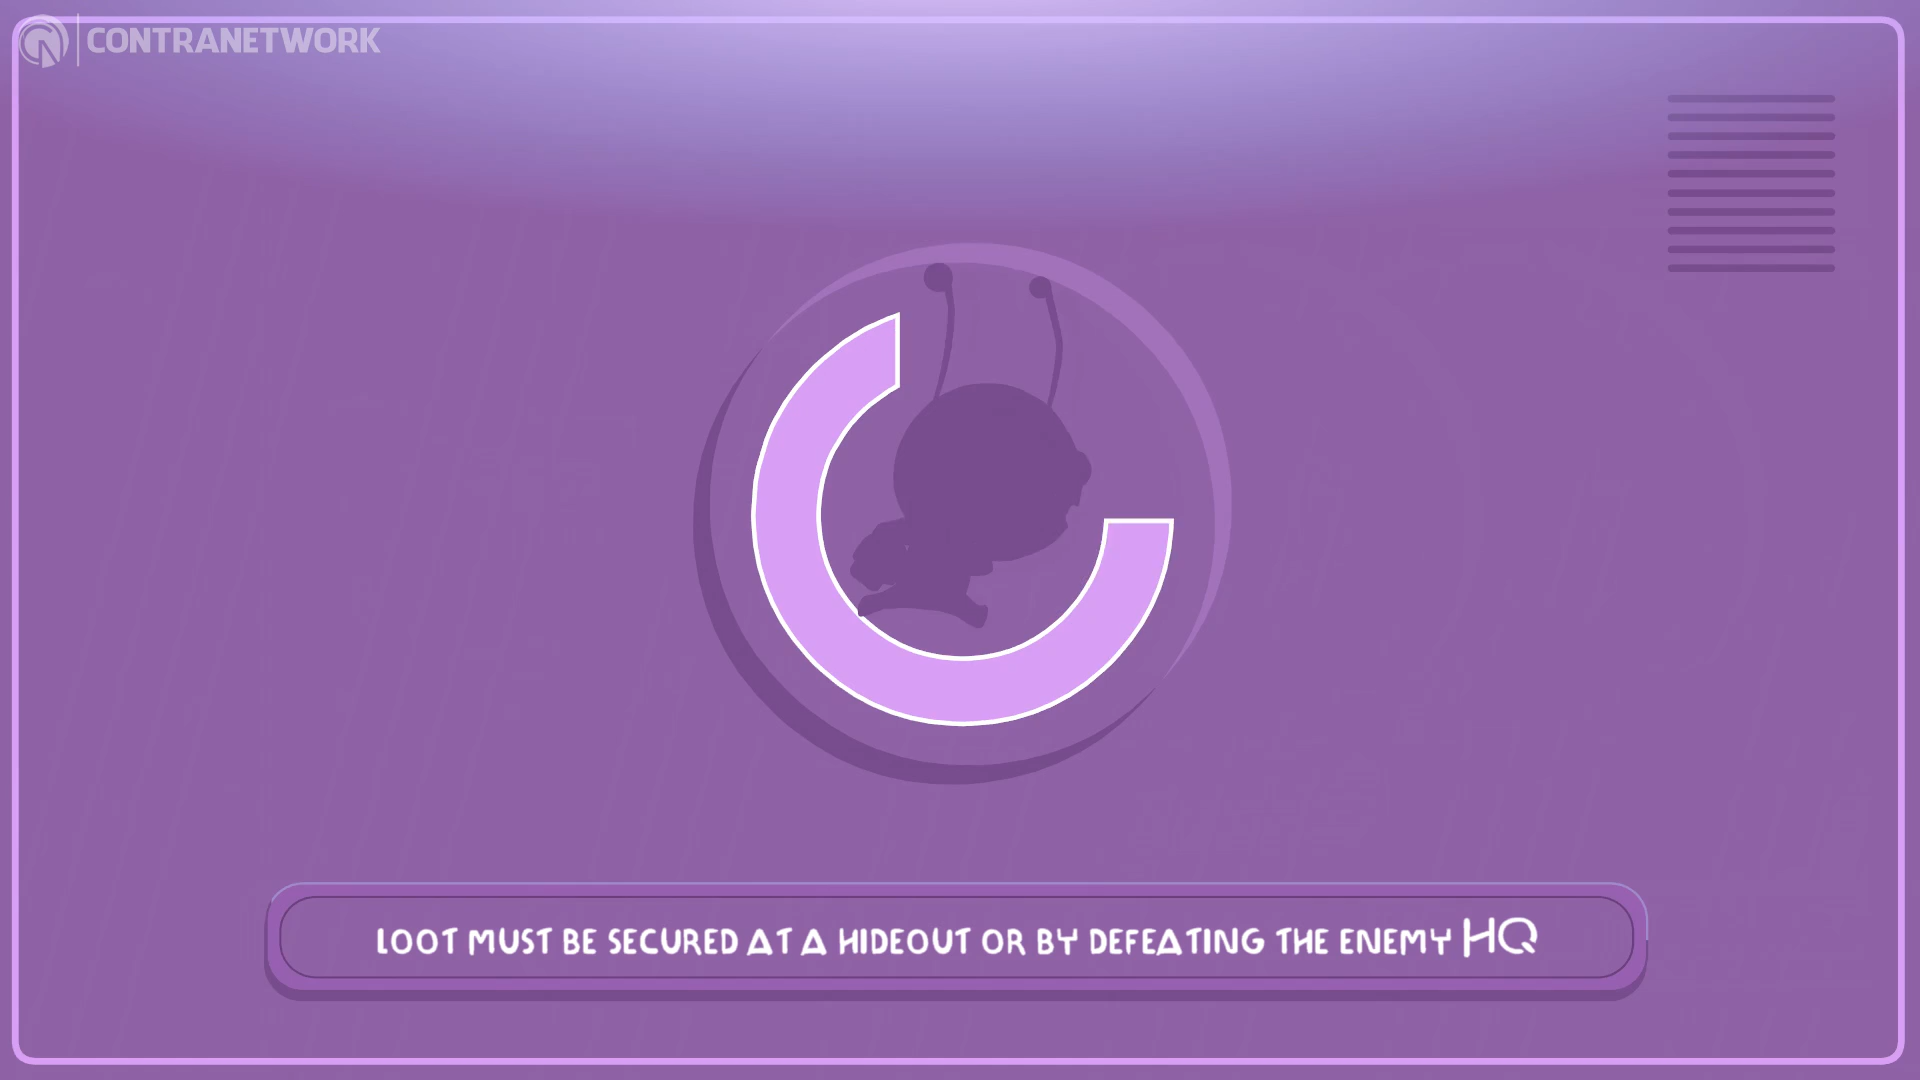 CONTRANETWORK
LOOT MUST BE SECURED AT A HIDEOUT OR BY DEFEATING THE ENEMY HQ